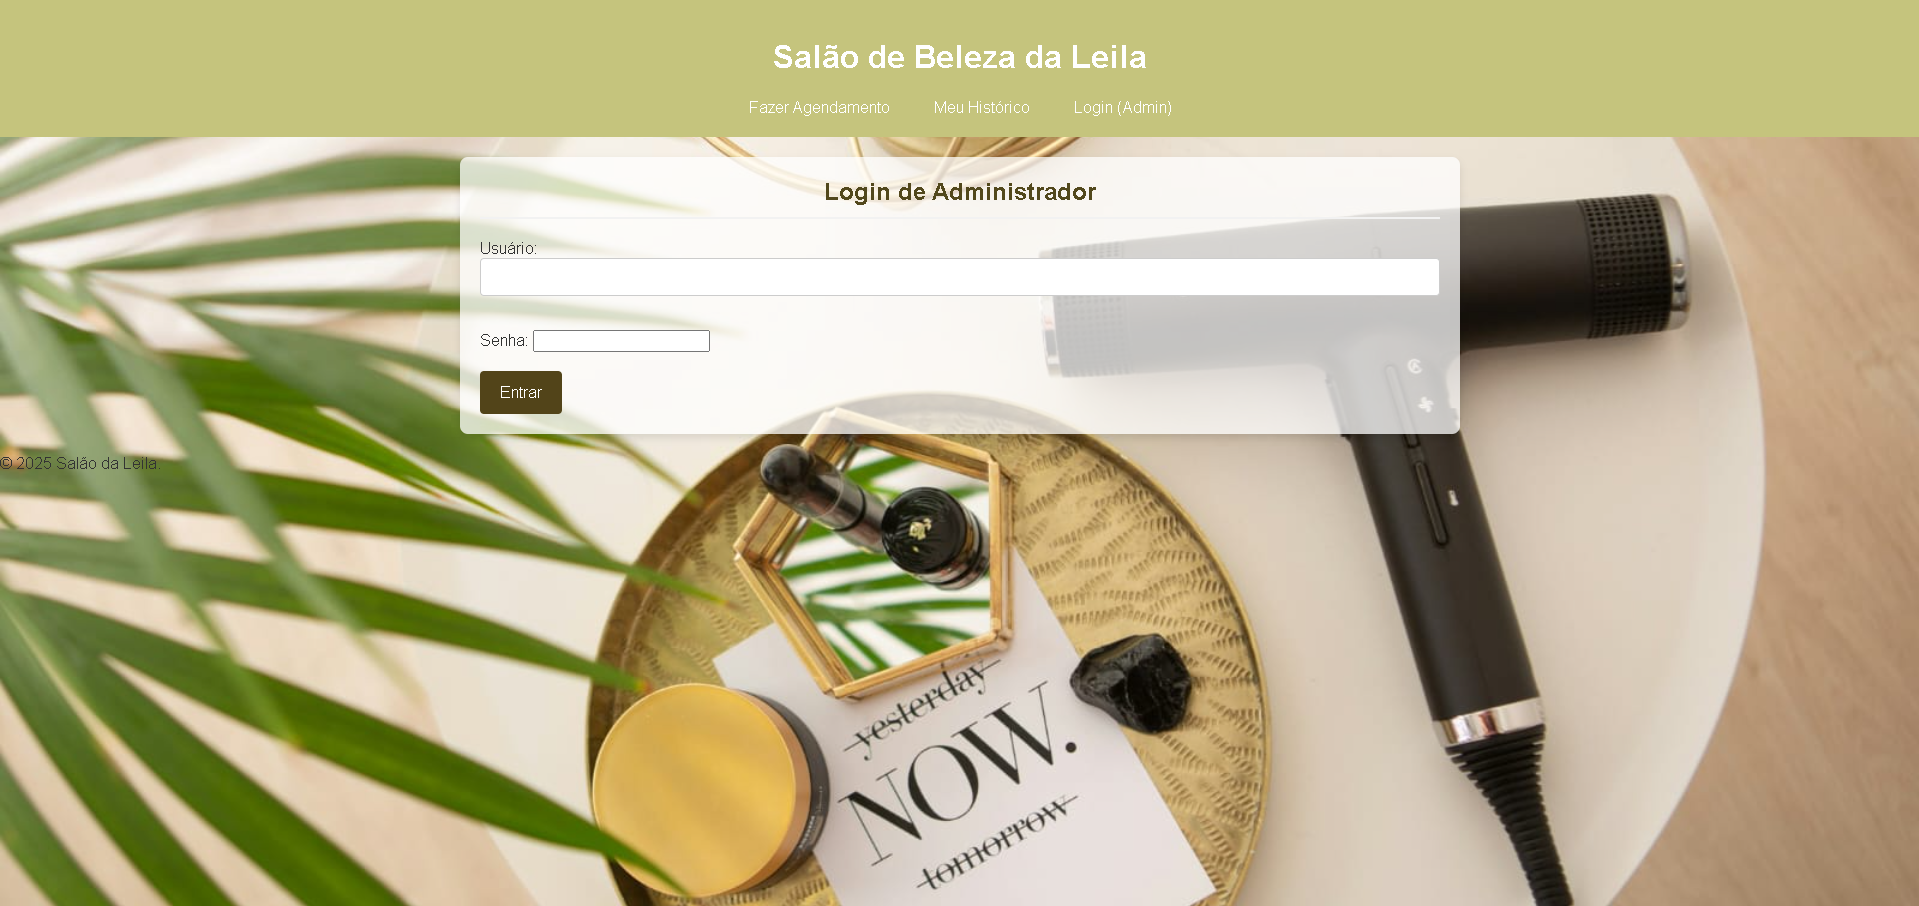 Salão de Beleza da Leila
Fazer Agendamento Meu Histórico Login (Admin)
Login de Administrador
Usuário:
Senha:
Entrar
© 2025 Salão da Leila.
yesterday
NOW.
tomorrow